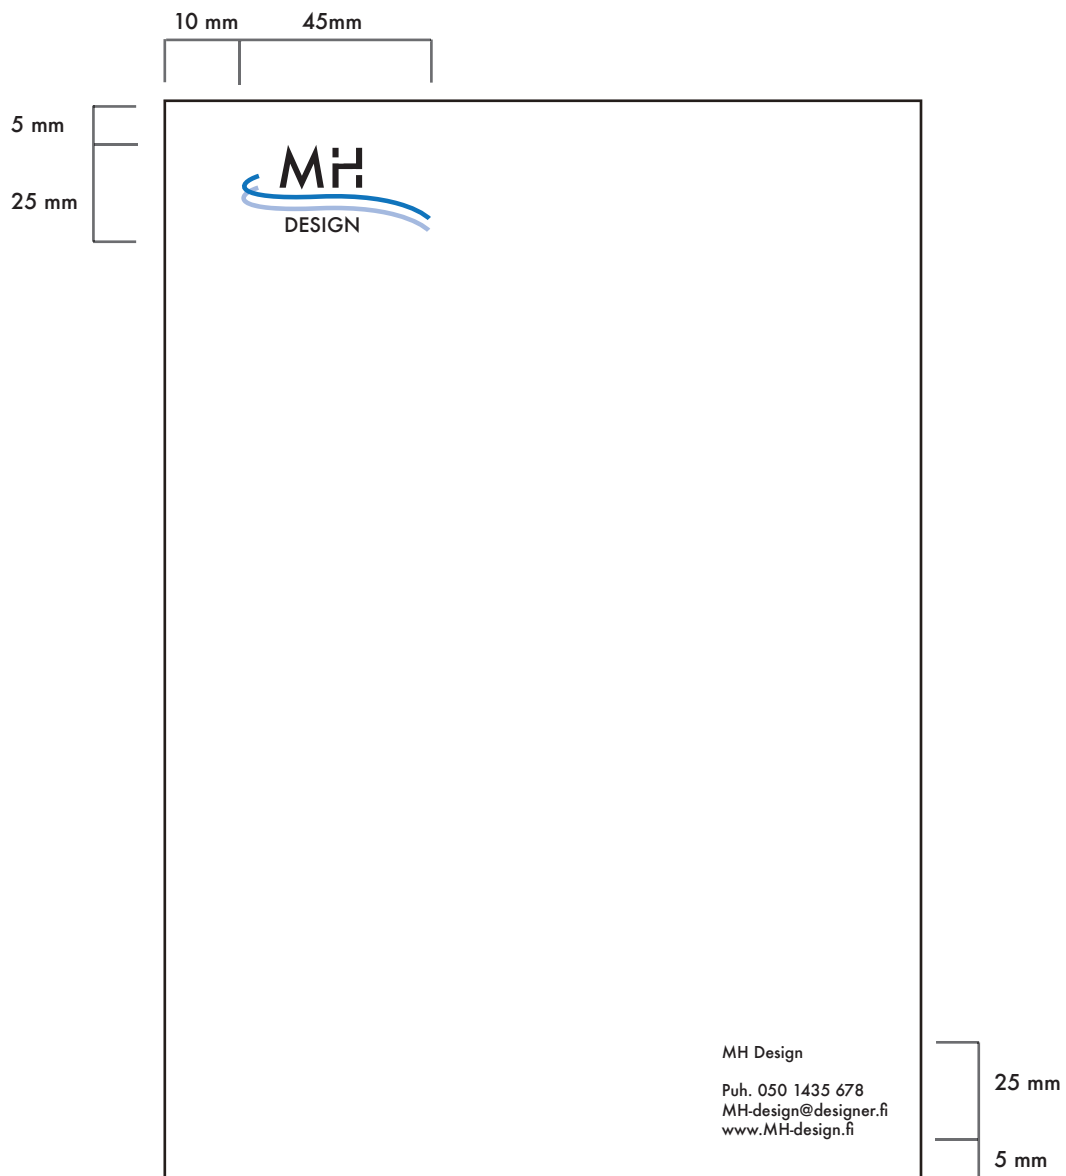 10 mm
45mm
5 mm
25 mm
MH
DESIGN
MH Design
Puh. 050 1435 678
MH-design@designer.fi
www.MH-design.fi
25 mm
5 mm